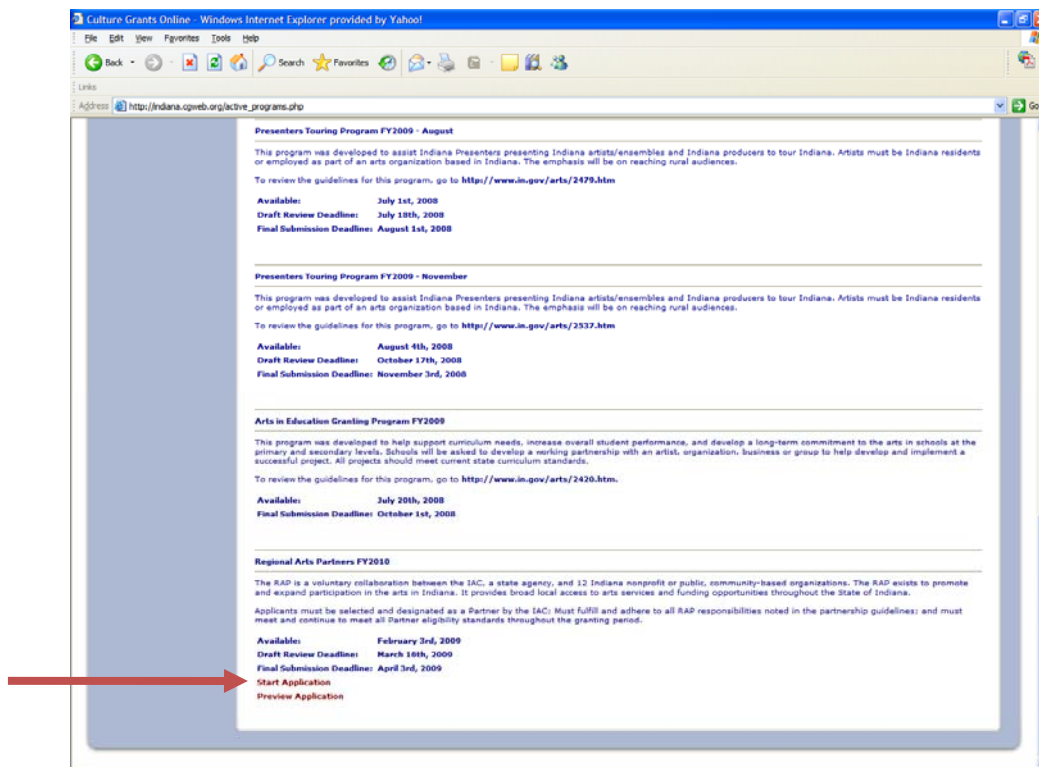 Culture Grants Online - Windows Internet Explorer provided by Yahoo!
File Edit View Favorites Tools Help
Back Search Favorites
Links
Address http://indiana.cgweb.org/active_programs.php Go
Presenters Touring Program FY2009 - August
This program was developed to assist Indiana Presenters presenting Indiana artists/ensembles and Indiana producers to tour Indiana. Artists must be Indiana residents
or employed as part of an arts organization based in Indiana. The emphasis will be on reaching rural audiences.
To review the guidelines for this program, go to http://www.in.gov/arts/2479.htm
Available: July 1st, 2008
Draft Review Deadline: July 18th, 2008
Final Submission Deadline: August 1st, 2008
Presenters Touring Program FY2009 - November
This program was developed to assist Indiana Presenters presenting Indiana artists/ensembles and Indiana producers to tour Indiana. Artists must be Indiana residents
or employed as part of an arts organization based in Indiana. The emphasis will be on reaching rural audiences.
To review the guidelines for this program, go to http://www.in.gov/arts/2537.htm
Available: August 4th, 2008
Draft Review Deadline: October 17th, 2008
Final Submission Deadline: November 3rd, 2008
Arts in Education Granting Program FY2009
This program was developed to help support curriculum needs, increase overall student performance, and develop a long-term commitment to the arts in schools at the
primary and secondary levels. Schools will be asked to develop a working partnership with an artist, organization, business or group to help develop and implement a
successful project. All projects should meet current state curriculum standards.
To review the guidelines for this program, go to http://www.in.gov/arts/2420.htm.
Available: July 20th, 2008
Final Submission Deadline: October 1st, 2008
Regional Arts Partners FY2010
The RAP is a voluntary collaboration between the IAC, a state agency, and 12 Indiana nonprofit or public, community-based organizations. The RAP exists to promote
and expand participation in the arts in Indiana. It provides broad local access to arts services and funding opportunities throughout the State of Indiana.
Applicants must be selected and designated as a Partner by the IAC; Must fulfill and adhere to all RAP responsibilities noted in the partnership guidelines; and must
meet and continue to meet all Partner eligibility standards throughout the granting period.
Available: February 3rd, 2009
Draft Review Deadline: March 16th, 2009
Final Submission Deadline: April 3rd, 2009
Start Application
Preview Application